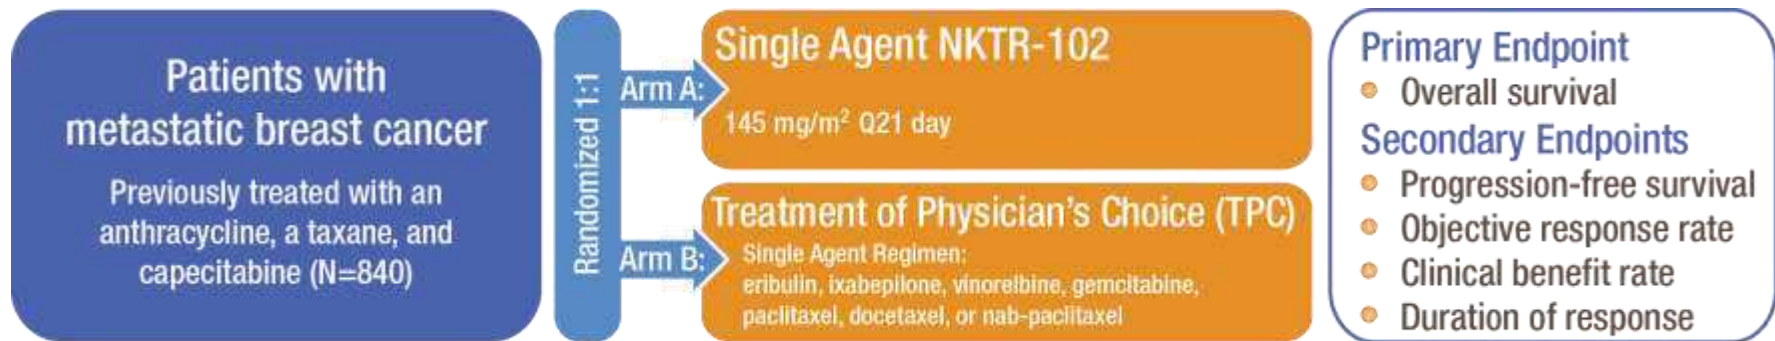 Patients with
metastatic breast cancer
Previously treated with an
anthracycline, a taxane, and
capecitabine (N=840)
Randomized 1:1
Arm A:
Single Agent NKTR-102
145 mg/m² Q21 day
Arm B:
Treatment of Physician's Choice (TPC)
Single Agent Regimen:
eribulin, ixabepilone, vinorelbine, gemcitabine,
paclitaxel, docetaxel, or nab-paclitaxel
Primary Endpoint
• Overall survival
Secondary Endpoints
• Progression-free survival
• Objective response rate
• Clinical benefit rate
• Duration of response